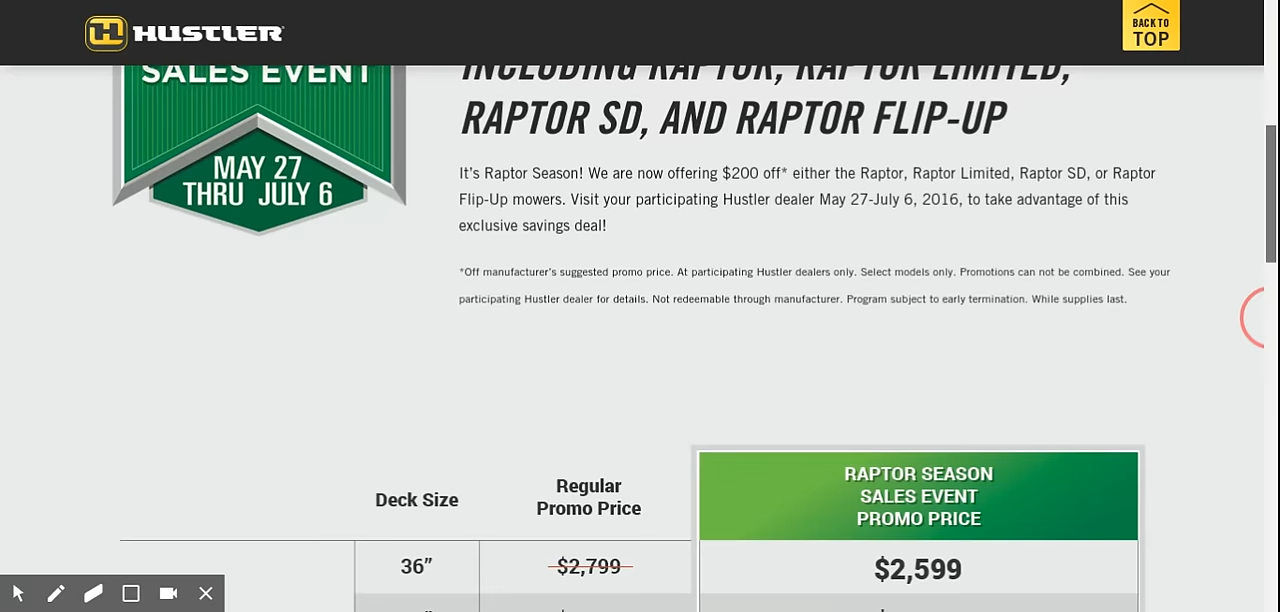 HUSTLER
BACK TO
TOP
SALES EVENT
MAY 27
THRU JULY 6
INCLUDING RAPTOR, RAPTOR LIMITED,
RAPTOR SD, AND RAPTOR FLIP-UP
It's Raptor Season! We are now offering $200 off* either the Raptor, Raptor Limited, Raptor SD, or Raptor
Flip-Up mowers. Visit your participating Hustler dealer May 27-July 6, 2016, to take advantage of this
exclusive savings deal!
*Off manufacturer's suggested promo price. At participating Hustler dealers only. Select models only. Promotions can not be combined. See your
participating Hustler dealer for details. Not redeemable through manufacturer. Program subject to early termination. While supplies last.
Deck Size
Regular
Promo Price
RAPTOR SEASON
SALES EVENT
PROMO PRICE
36”
$2,799
$2,599